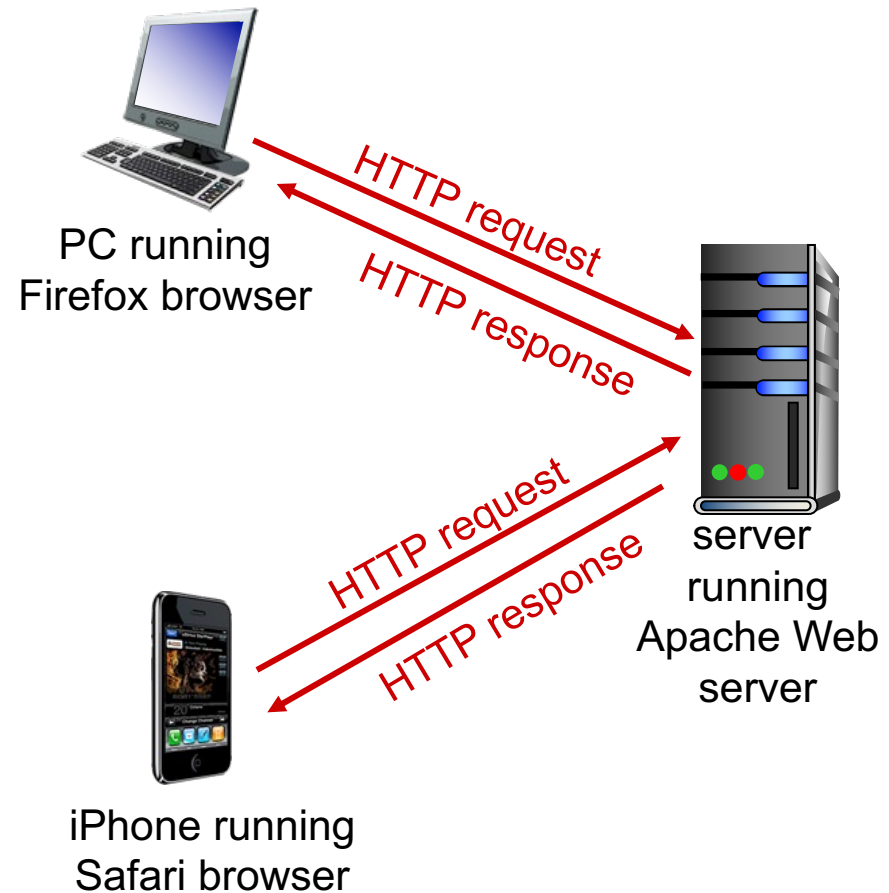 HTTP request
PC running
Firefox browser
HTTP response
HTTP request
HTTP response
server
running
Apache Web
server
iPhone running
Safari browser